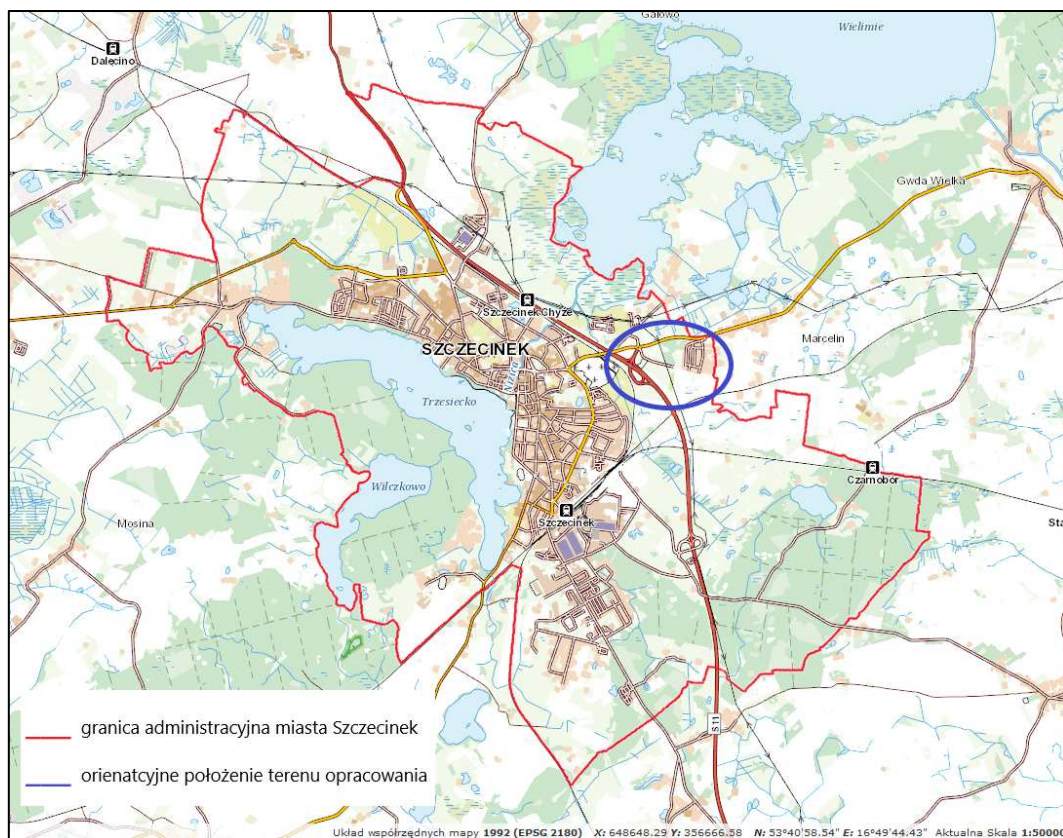 Gałowo
Wielimie
Dalęcino
Gwda Wielka
Szczecinek Chyże
Marcelin
SZCZECINEK
Nizica
Trzesiecko
Wilczkowo
Czarnobór
Mosina
Szczecinek
Sta
S11
granica administracyjna miasta Szczecinek
orienatcyjne położenie terenu opracowania
Układ współrzędnych mapy 1992 (EPSG 2180) X: 648648.29 Y: 356666.58 N: 53°40'58.54" E: 16°49'44.43" Aktualna Skala 1:50000